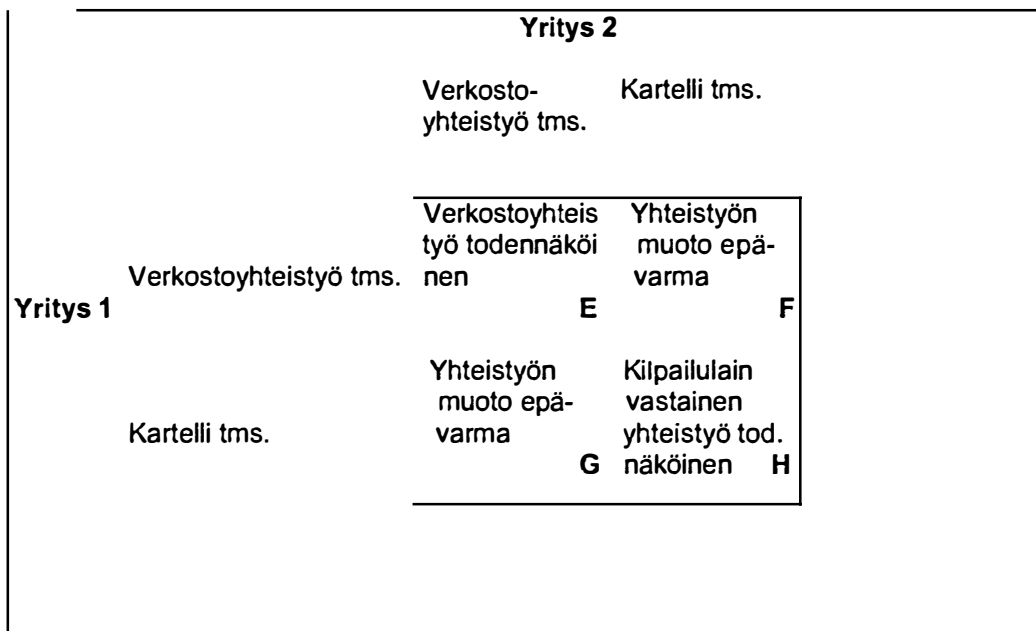 Yritys 2
Verkosto- Kartelli tms.
yhteistyö tms.
Verkostoyhteis Yhteistyön
työ todennäköi muoto epä-
Verkostoyhteistyö tms. nen varma
Yritys 1 E F
Yhteistyön Kilpailulain
muoto epä- vastainen
Kartelli tms. varma yhteistyö tod.
G näköinen H